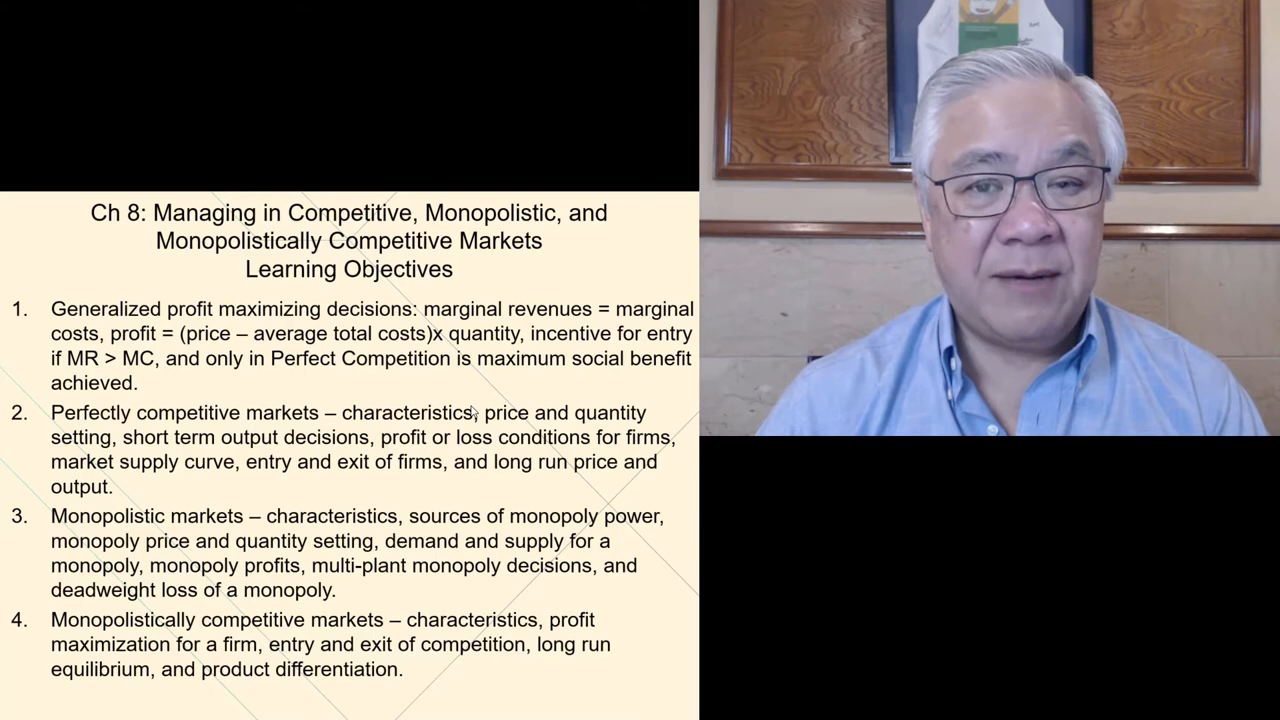 Ch 8: Managing in Competitive, Monopolistic, and
Monopolistically Competitive Markets
Learning Objectives
1. Generalized profit maximizing decisions: marginal revenues = marginal
costs, profit = (price – average total costs)x quantity, incentive for entry
if MR > MC, and only in Perfect Competition is maximum social benefit
achieved.
2. Perfectly competitive markets – characteristics, price and quantity
setting, short term output decisions, profit or loss conditions for firms,
market supply curve, entry and exit of firms, and long run price and
output.
3. Monopolistic markets – characteristics, sources of monopoly power,
monopoly price and quantity setting, demand and supply for a
monopoly, monopoly profits, multi-plant monopoly decisions, and
deadweight loss of a monopoly.
4. Monopolistically competitive markets – characteristics, profit
maximization for a firm, entry and exit of competition, long run
equilibrium, and product differentiation.